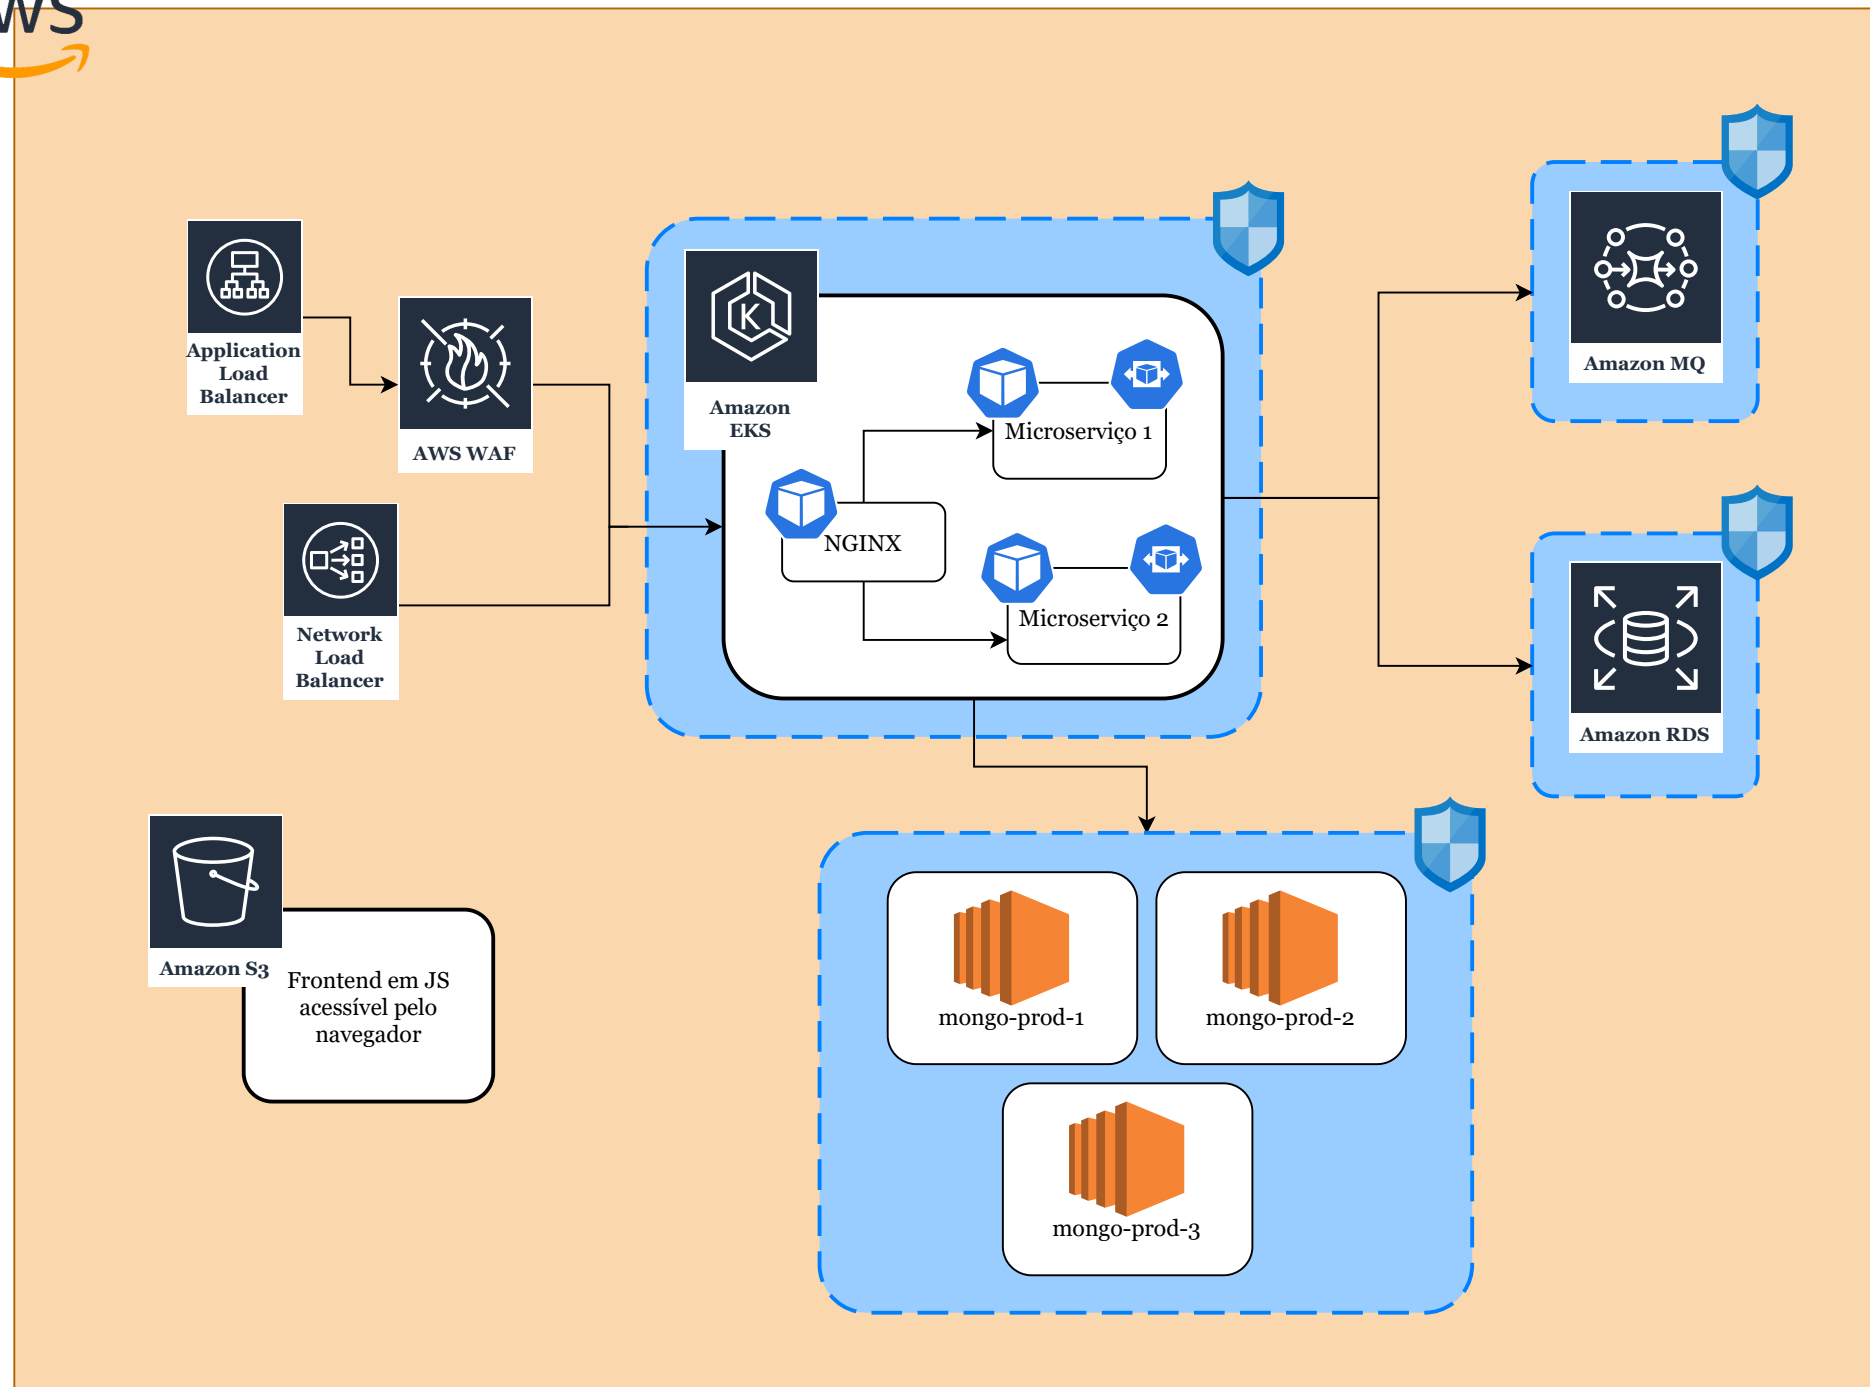 Application
Load
Balancer
AWS WAF
Network
Load
Balancer
Amazon
EKS
NGINX
Microserviço 1
Microserviço 2
Amazon MQ
Amazon RDS
Amazon S3
Frontend em JS
acessível pelo
navegador
mongo-prod-1
mongo-prod-2
mongo-prod-3